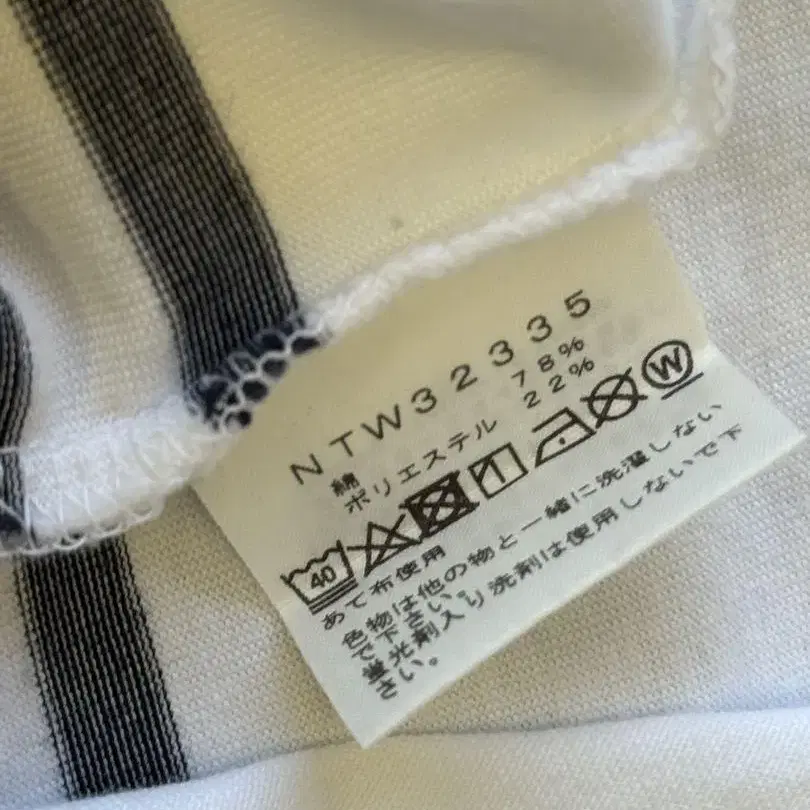 NTW32335
綿 78%
ポリエステル 22%
40 W
あて布使用
色物は他の物と一緒に洗濯しない
で下さい。
蛍光剤入り洗剤は使用しないで下
さい。